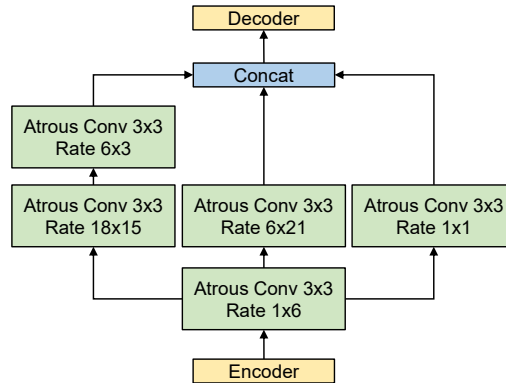 Decoder
Concat
Atrous Conv 3x3
Rate 6x3
Atrous Conv 3x3
Rate 18x15
Atrous Conv 3x3
Rate 6x21
Atrous Conv 3x3
Rate 1x1
Atrous Conv 3x3
Rate 1x6
Encoder